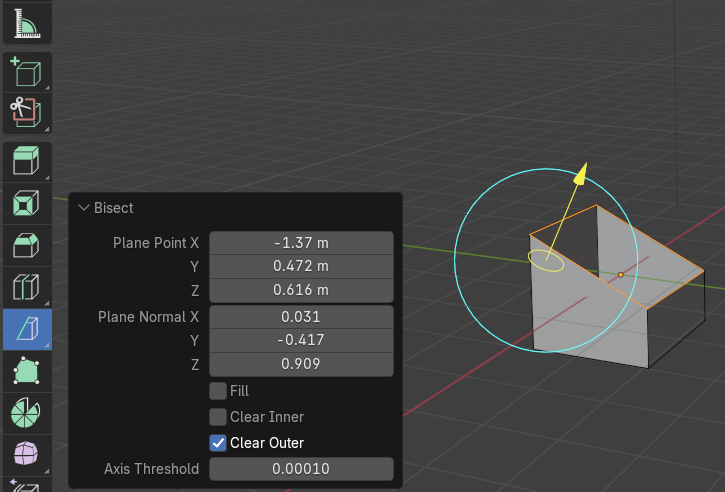 Bisect
Plane Point X -1.37 m
Y 0.472 m
Z 0.616 m
Plane Normal X 0.031
Y -0.417
Z 0.909
Fill
Clear Inner
Clear Outer
Axis Threshold 0.00010